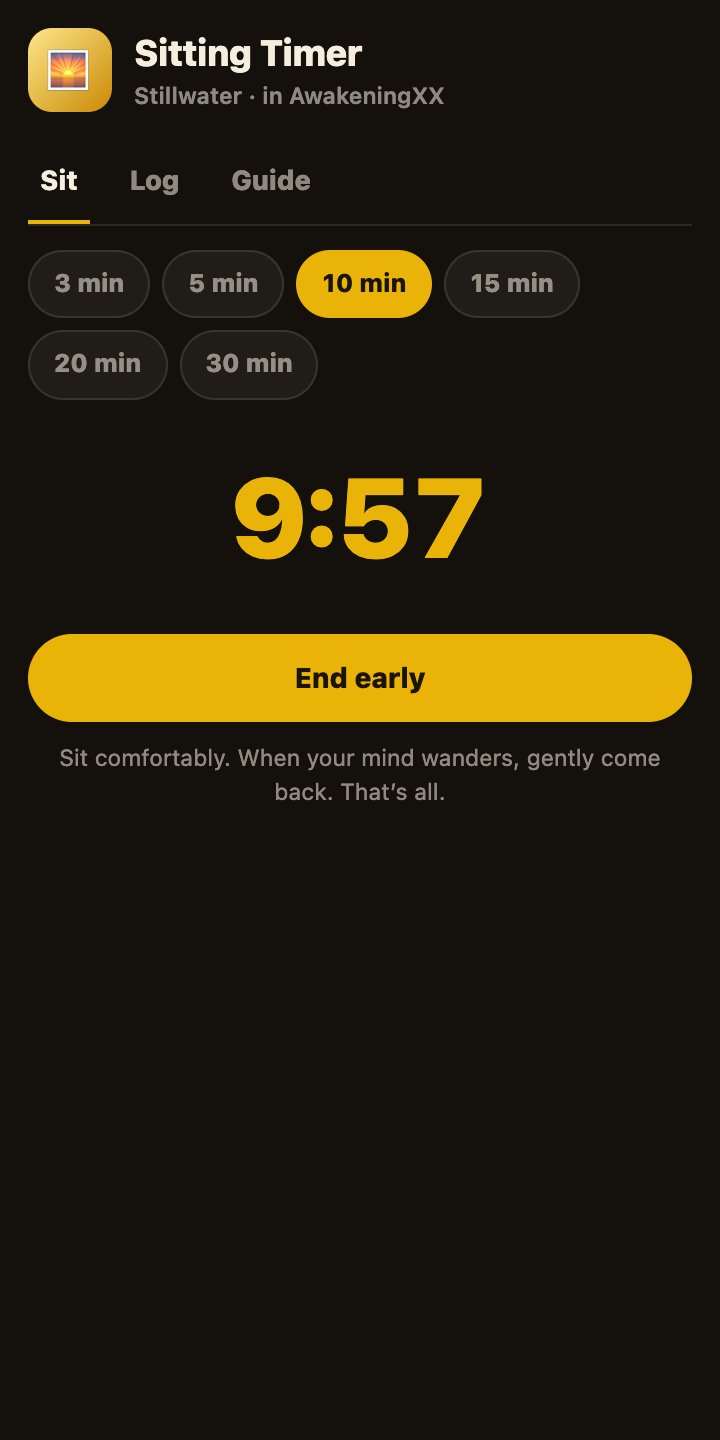 Sitting Timer
Stillwater · in AwakeningXX
Sit Log Guide
3 min 5 min 10 min 15 min
20 min 30 min
9:57
End early
Sit comfortably. When your mind wanders, gently come
back. That’s all.